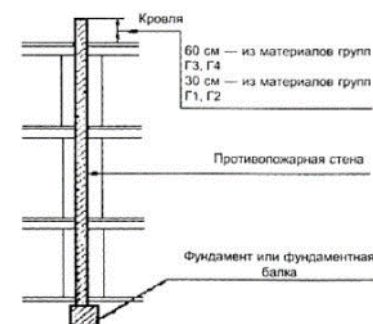 Кровля
60 см — из материалов групп
Г3, Г4
30 см — из материалов групп
Г1, Г2
Противопожарная стена
Фундамент или фундаментная
балка